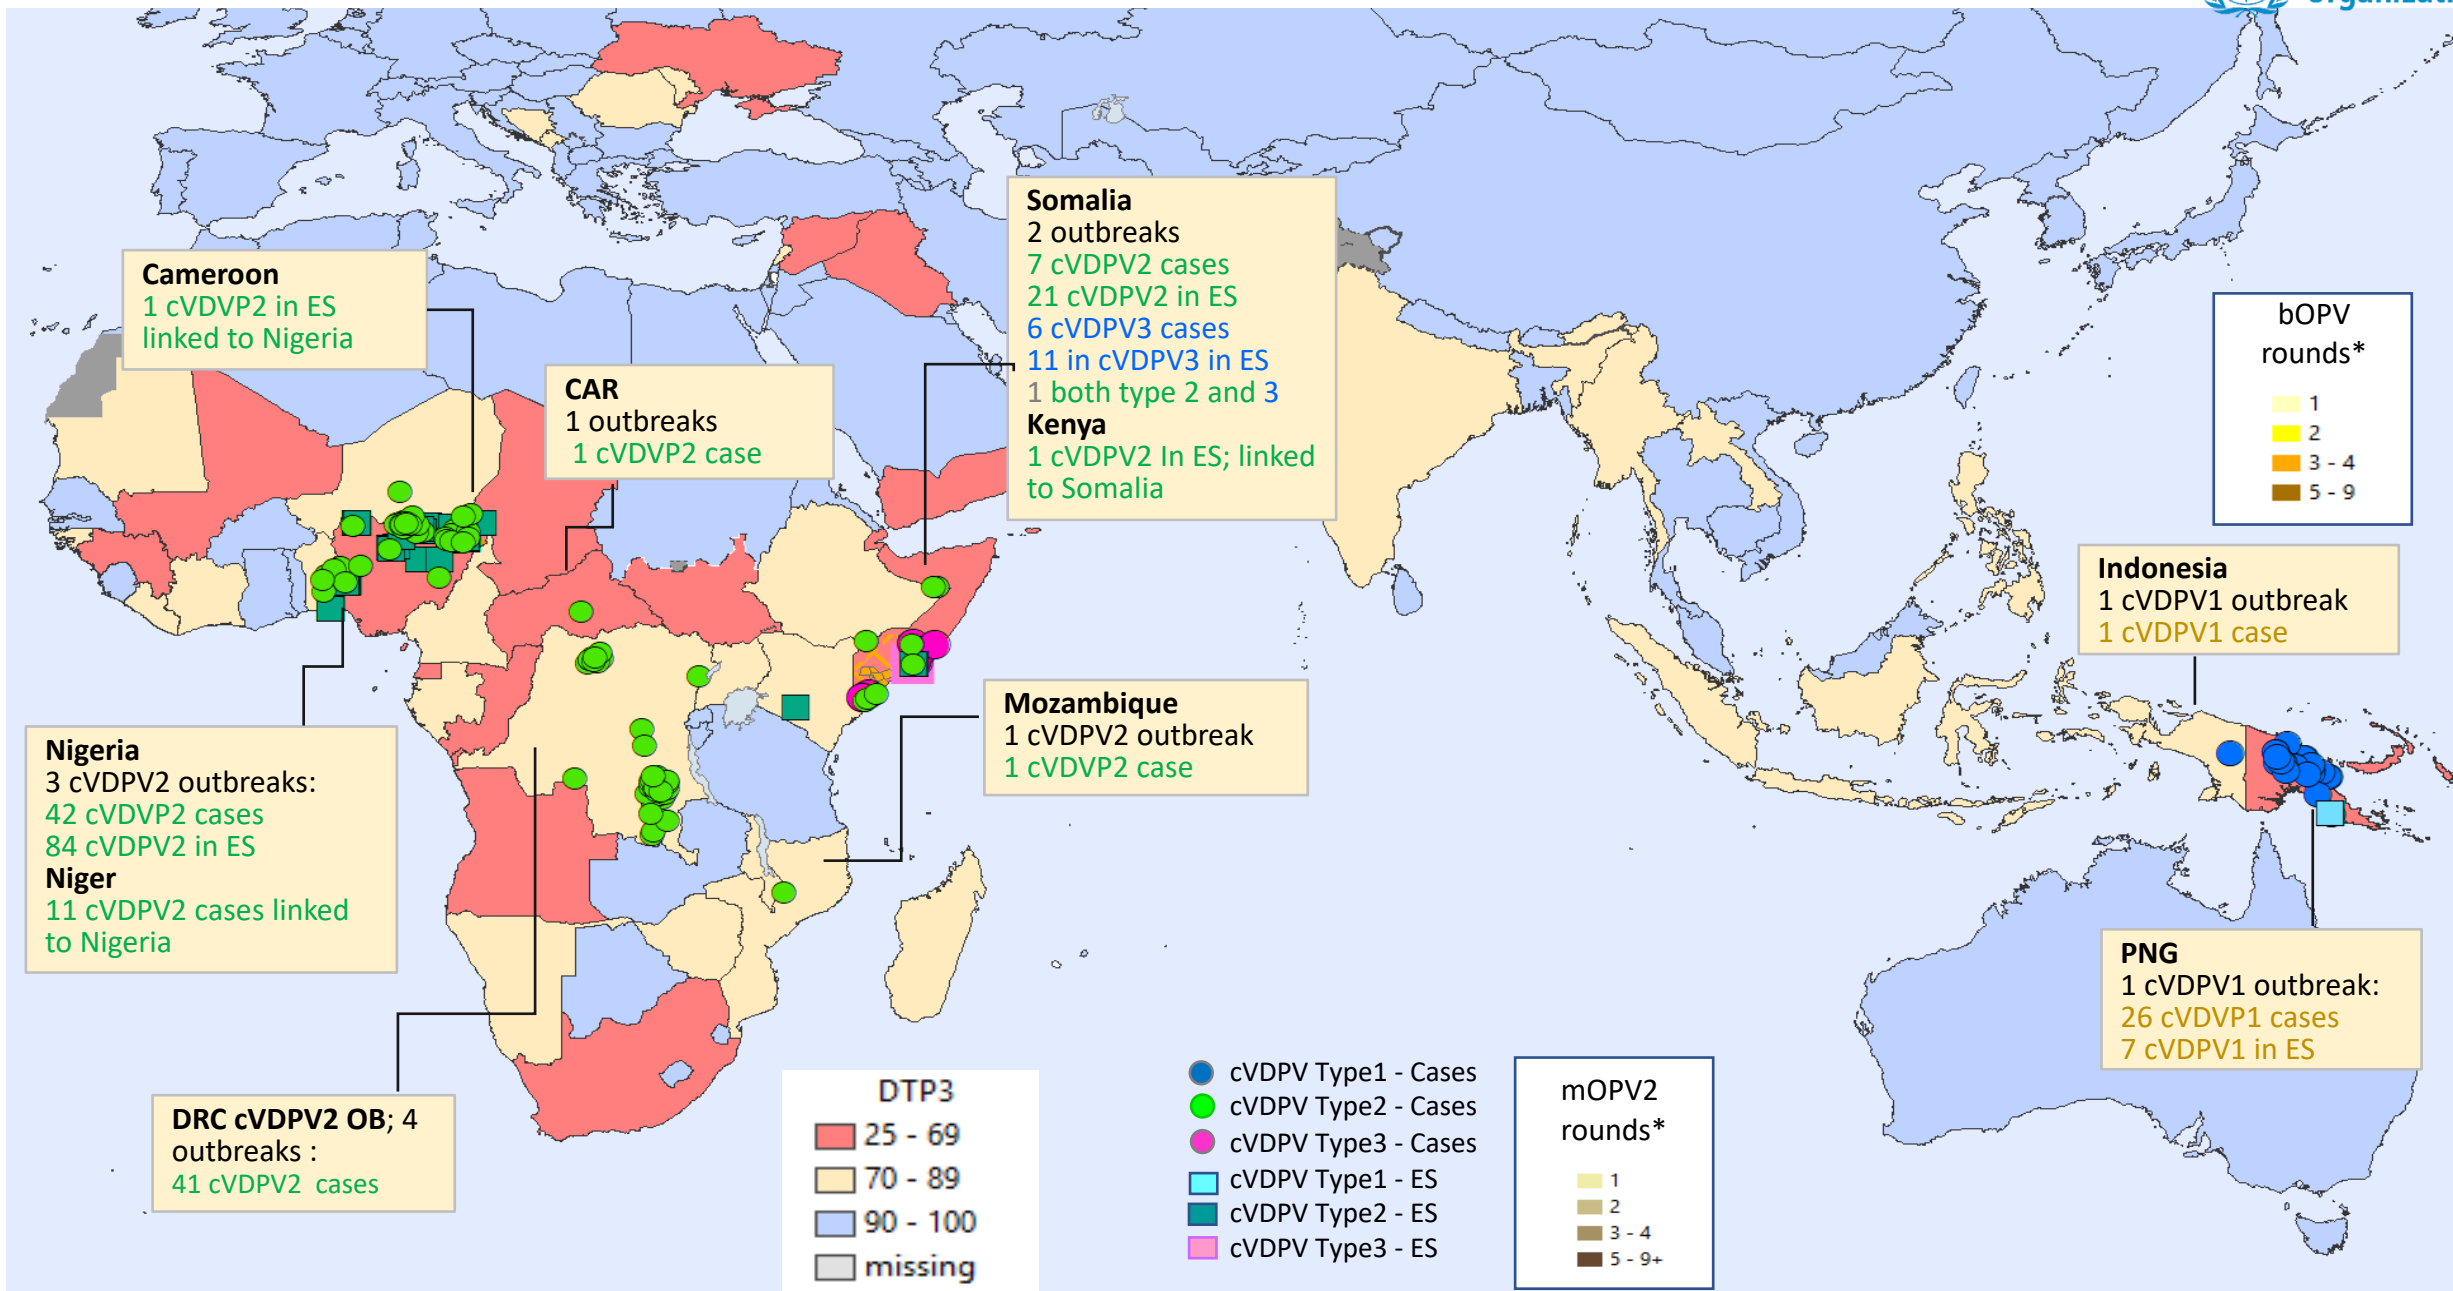 Cameroon
1 cVDVP2 in ES
linked to Nigeria
CAR
1 outbreaks
1 cVDVP2 case
Somalia
2 outbreaks
7 cVDPV2 cases
21 cVDPV2 in ES
6 cVDPV3 cases
11 in cVDPV3 in ES
1 both type 2 and 3
Kenya
1 cVDPV2 In ES; linked
to Somalia
bOPV
rounds*
1
2
3 - 4
5 - 9
Indonesia
1 cVDPV1 outbreak
1 cVDPV1 case
Mozambique
1 cVDPV2 outbreak
1 cVDVP2 case
Nigeria
3 cVDPV2 outbreaks:
42 cVDVP2 cases
84 cVDPV2 in ES
Niger
11 cVDPV2 cases linked
to Nigeria
PNG
1 cVDPV1 outbreak:
26 cVDVP1 cases
7 cVDPV1 in ES
DRC cVDPV2 OB; 4
outbreaks :
41 cVDPV2 cases
DTP3
25 - 69
70 - 89
90 - 100
missing
cVDPV Type1 - Cases
cVDPV Type2 - Cases
cVDPV Type3 - Cases
cVDPV Type1 - ES
cVDPV Type2 - ES
cVDPV Type3 - ES
mOPV2
rounds*
1
2
3 - 4
5 - 9+